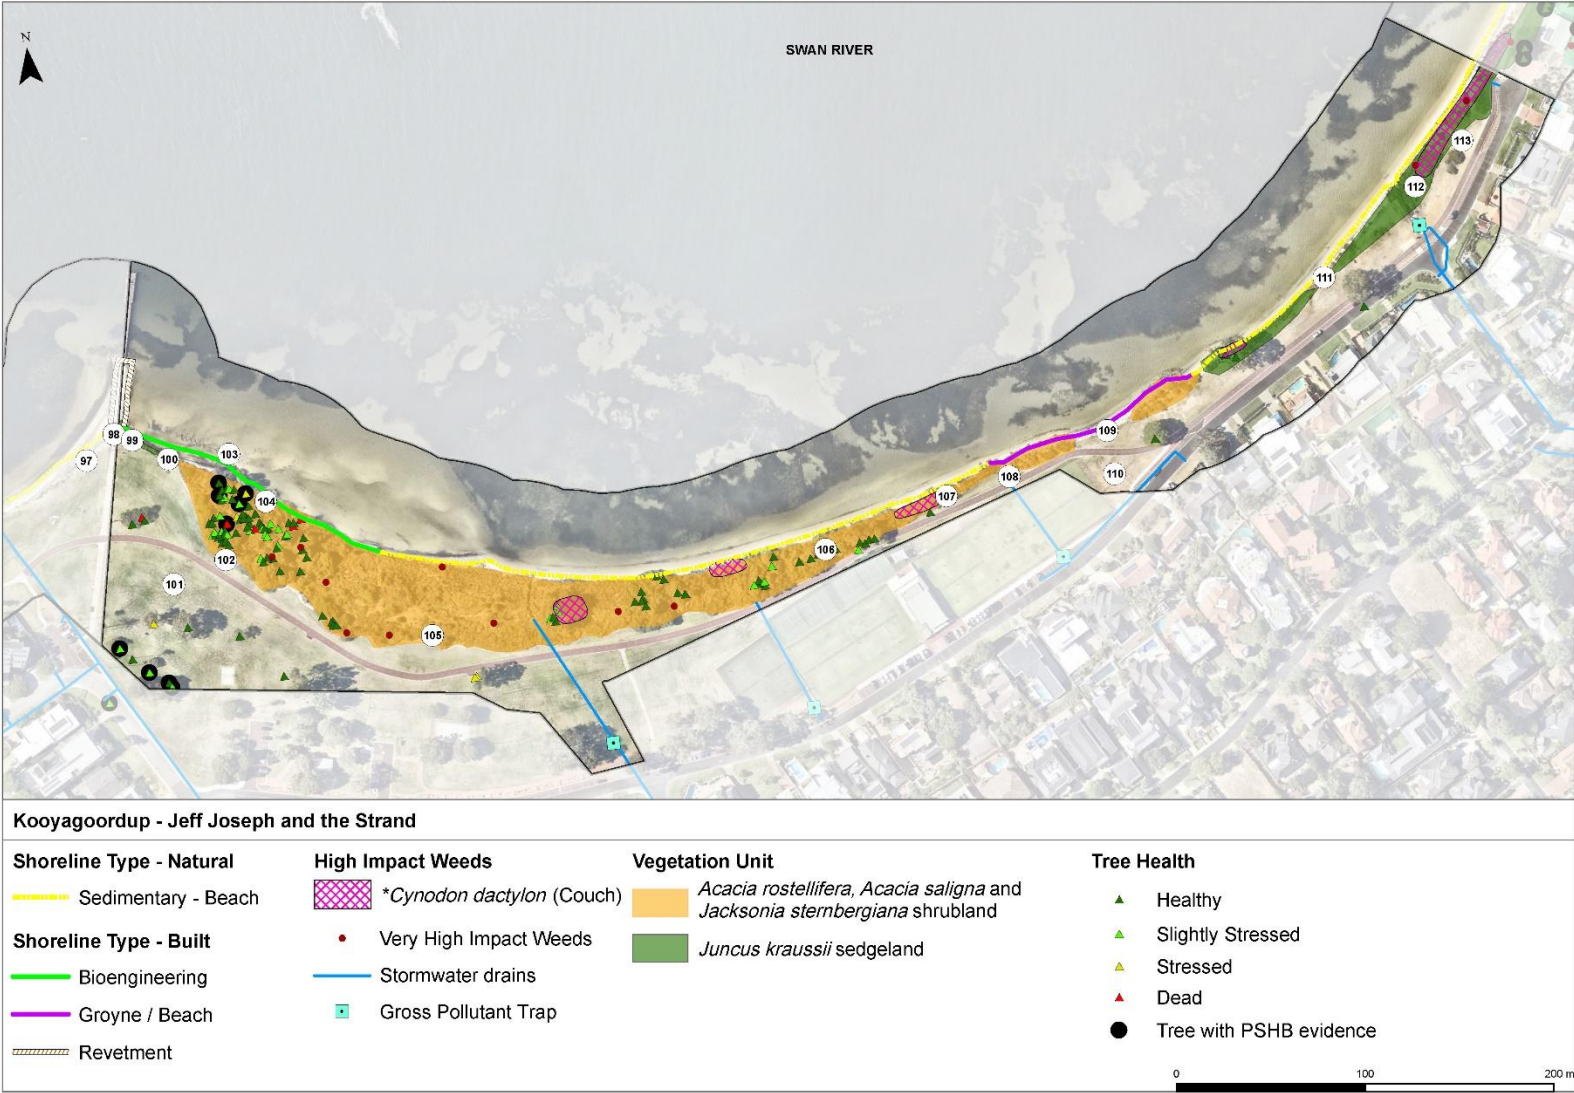 N
SWAN RIVER
113
112
111
109
110
108
107
106
98
99
97
100
103
104
102
101
105
Kooyagoordup - Jeff Joseph and the Strand
Shoreline Type - Natural
Sedimentary - Beach
Shoreline Type - Built
Bioengineering
Groyne / Beach
Revetment
High Impact Weeds
*Cynodon dactylon (Couch)
Very High Impact Weeds
Stormwater drains
Gross Pollutant Trap
Vegetation Unit
Acacia rostellifera, Acacia saligna and
Jacksonia sternbergiana shrubland
Juncus kraussii sedgeland
Tree Health
Healthy
Slightly Stressed
Stressed
Dead
Tree with PSHB evidence
0 100 200 m